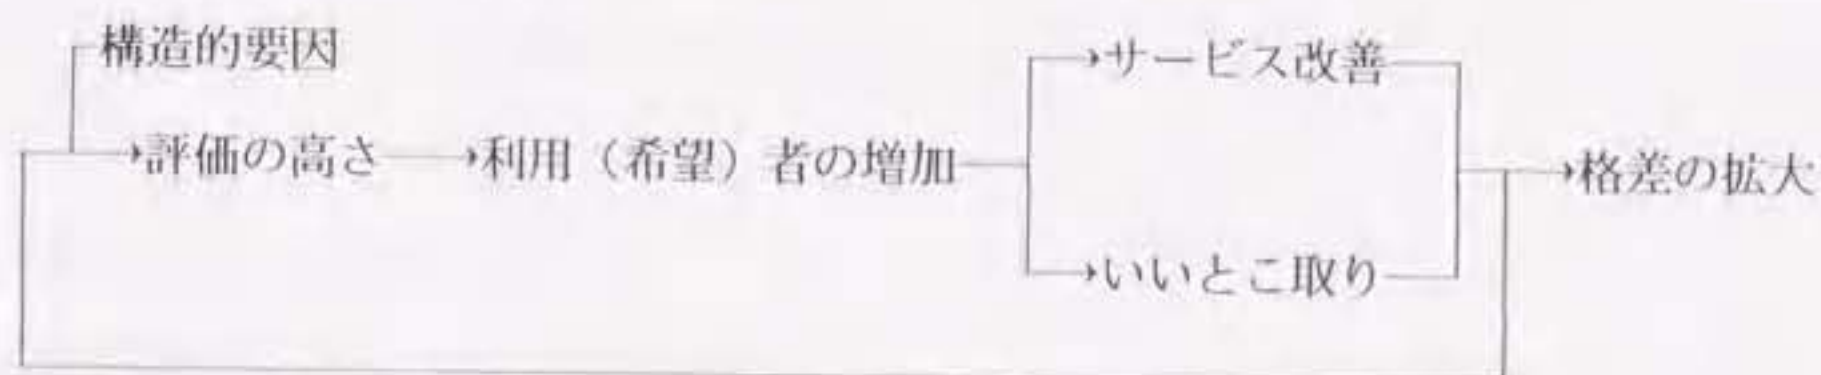 構造的要因
評価の高さ
利用（希望）者の増加
サービス改善
いいとこ取り
格差の拡大